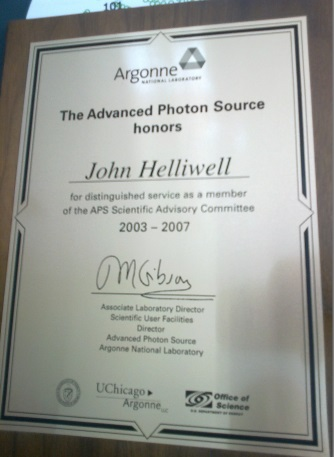 Argonne
NATIONAL LABORATORY
The Advanced Photon Source
honors
John Helliwell
for distinguished service as a member
of the APS Scientific Advisory Committee
2003 – 2007
Associate Laboratory Director
Scientific User Facilities
Director
Advanced Photon Source
Argonne National Laboratory
UChicago
Argonne LLC
Office of
Science
U.S. DEPARTMENT OF ENERGY